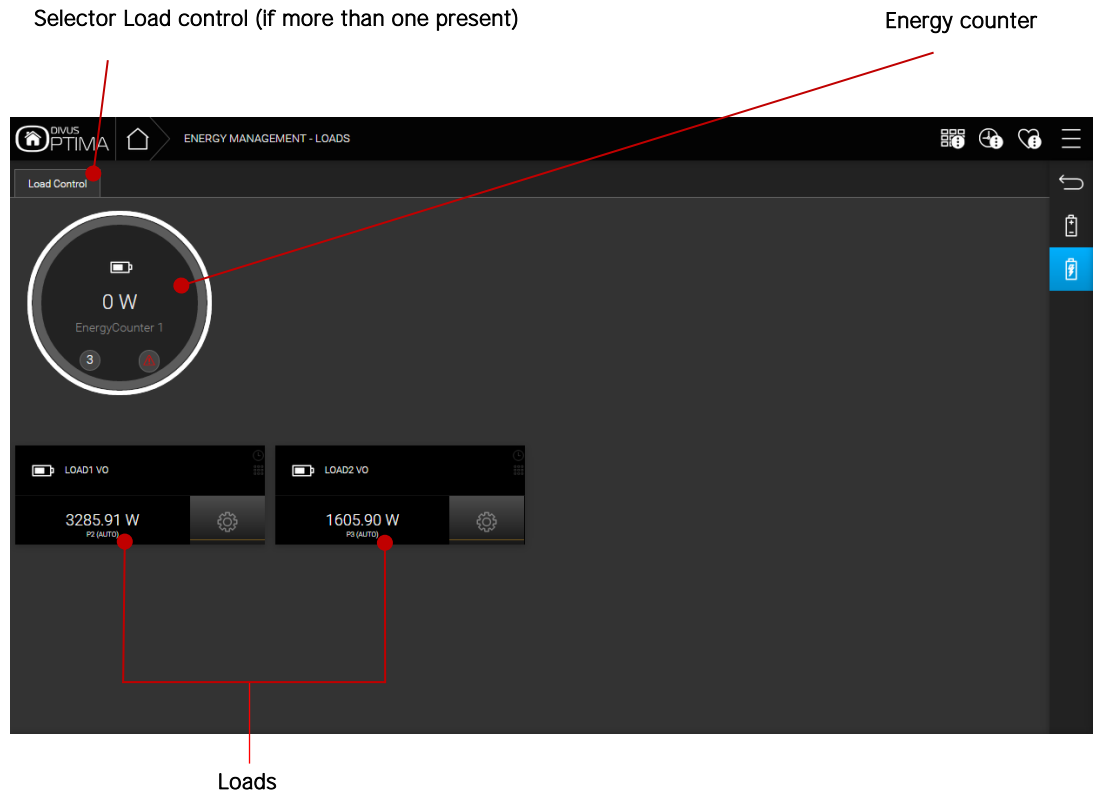 Selector Load control (if more than one present)
Energy counter
DIVUS
OPTIMA
ENERGY MANAGEMENT - LOADS
Load Control
0 W
EnergyCounter 1
3
LOAD1 VO
LOAD2 VO
3285.91 W
P2 (AUTO)
1605.90 W
P3 (AUTO)
Loads